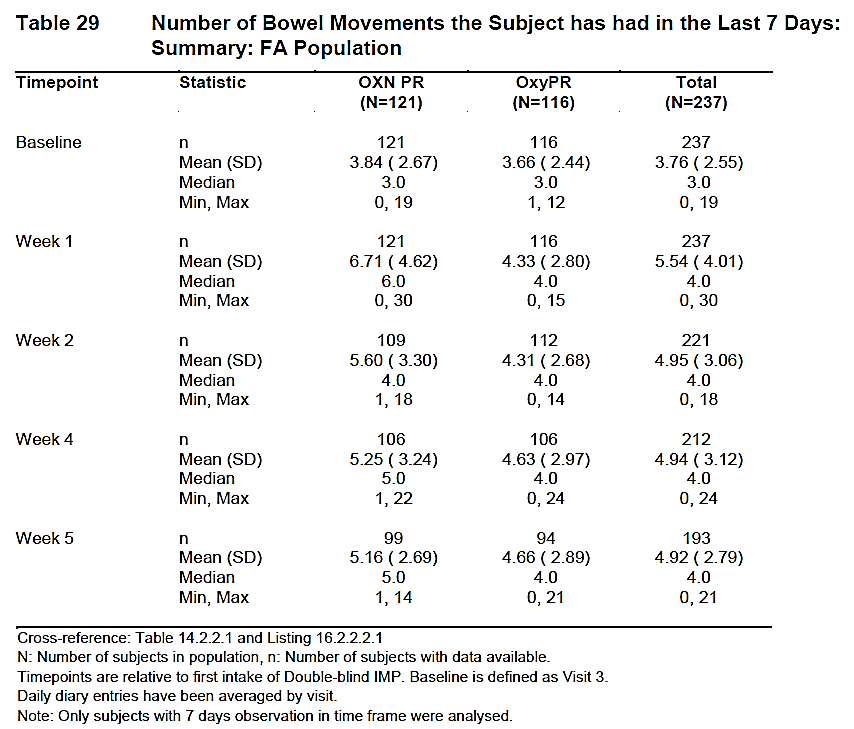 Table 29 Number of Bowel Movements the Subject has had in the Last 7 Days:
Summary: FA Population
Timepoint Statistic OXN PR OxyPR Total
(N=121) (N=116) (N=237)
Baseline n 121 116 237
Mean (SD) 3.84 ( 2.67) 3.66 ( 2.44) 3.76 ( 2.55)
Median 3.0 3.0 3.0
Min, Max 0, 19 1, 12 0, 19
Week 1 n 121 116 237
Mean (SD) 6.71 ( 4.62) 4.33 ( 2.80) 5.54 ( 4.01)
Median 6.0 4.0 4.0
Min, Max 0, 30 0, 15 0, 30
Week 2 n 109 112 221
Mean (SD) 5.60 ( 3.30) 4.31 ( 2.68) 4.95 ( 3.06)
Median 4.0 4.0 4.0
Min, Max 1, 18 0, 14 0, 18
Week 4 n 106 106 212
Mean (SD) 5.25 ( 3.24) 4.63 ( 2.97) 4.94 ( 3.12)
Median 5.0 4.0 4.0
Min, Max 1, 22 0, 24 0, 24
Week 5 n 99 94 193
Mean (SD) 5.16 ( 2.69) 4.66 ( 2.89) 4.92 ( 2.79)
Median 5.0 4.0 4.0
Min, Max 1, 14 0, 21 0, 21
Cross-reference: Table 14.2.2.1 and Listing 16.2.2.2.1
N: Number of subjects in population, n: Number of subjects with data available.
Timepoints are relative to first intake of Double-blind IMP. Baseline is defined as Visit 3.
Daily diary entries have been averaged by visit.
Note: Only subjects with 7 days observation in time frame were analysed.